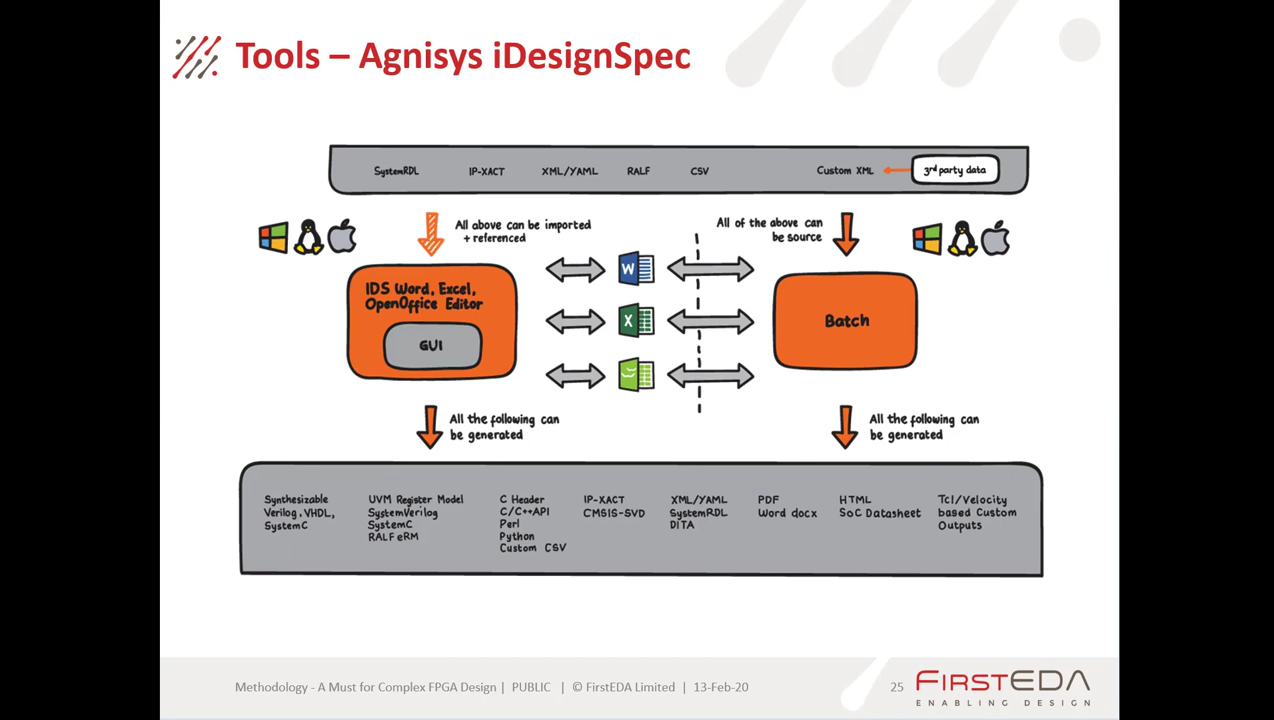 Tools – Agnisys iDesignSpec
SystemRDL IP-XACT XML/YAML RALF CSV Custom XML 3rd party data
All above can be imported
+ referenced
All of the above can
be source
IDS Word, Excel,
OpenOffice Editor
GUI
W
X
Batch
All the following can
be generated
All the following can
be generated
Synthesizable
Verilog, VHDL,
SystemC
UVM Register Model
SystemVerilog
SystemC
RALF eRM
C Header
C/C++API
Perl
Python
Custom CSV
IP-XACT
CMSIS-SVD
XML/YAML
SystemRDL
DITA
PDF
Word docx
HTML
SoC Datasheet
Tcl/Velocity
based Custom
Outputs
Methodology - A Must for Complex FPGA Design | PUBLIC | © FirstEDA Limited | 13-Feb-20
25
FIRSTEDA
ENABLING DESIGN